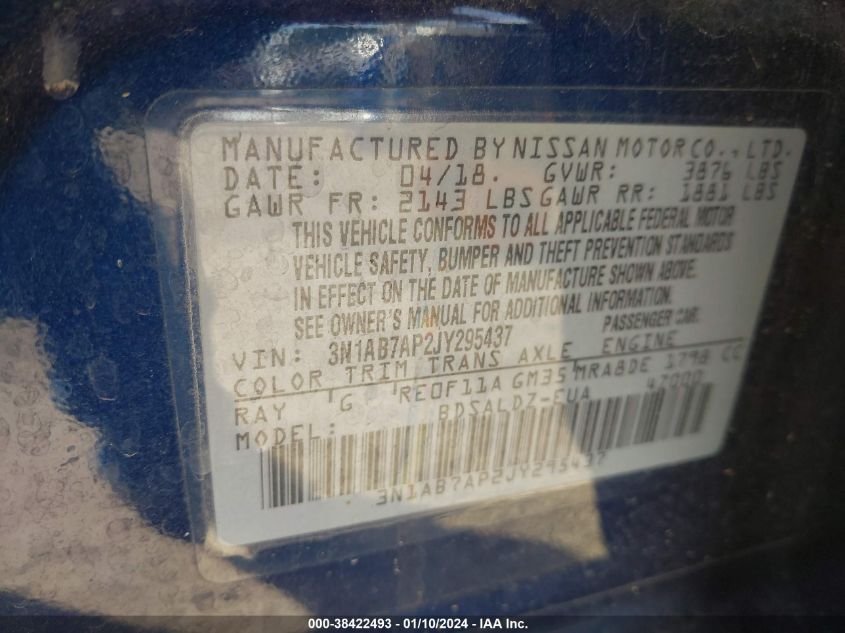 MANUFACTURED BY NISSAN MOTOR CO., LTD.
DATE: 04/18. GVWR: 3876 LBS
GAWR FR: 2143 LBS GAWR RR: 1881 LBS
THIS VEHICLE CONFORMS TO ALL APPLICABLE FEDERAL MOTOR
VEHICLE SAFETY, BUMPER AND THEFT PREVENTION STANDARDS
IN EFFECT ON THE DATE OF MANUFACTURE SHOWN ABOVE.
SEE OWNER'S MANUAL FOR ADDITIONAL INFORMATION.
VIN: 3N1AB7AP2JY295437 PASSENGER CAR.
COLOR TRIM TRANS AXLE ENGINE
RAY G RE0F11A GM35 MRA8DE 1798 CC
MODEL: BDSALDZ-EUA 47000
3N1AB7AP2JY295437
000-38422493 - 01/10/2024 - IAA Inc.